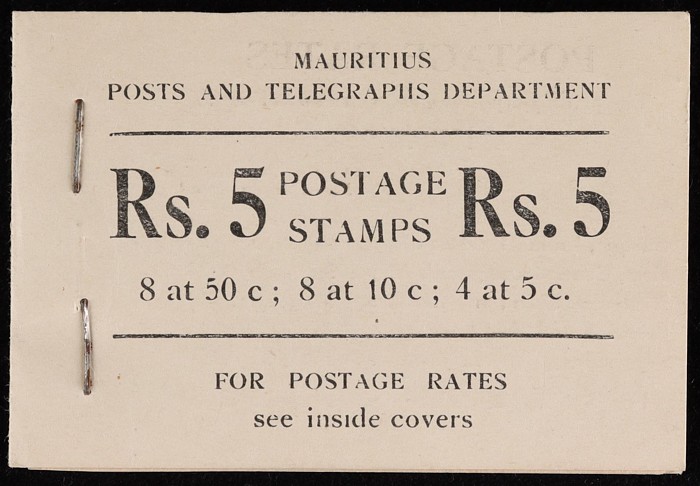 MAURITIUS
POSTS AND TELEGRAPHS DEPARTMENT
Rs. 5 POSTAGE STAMPS Rs. 5
8 at 50 c ; 8 at 10 c ; 4 at 5 c.
FOR POSTAGE RATES
see inside covers